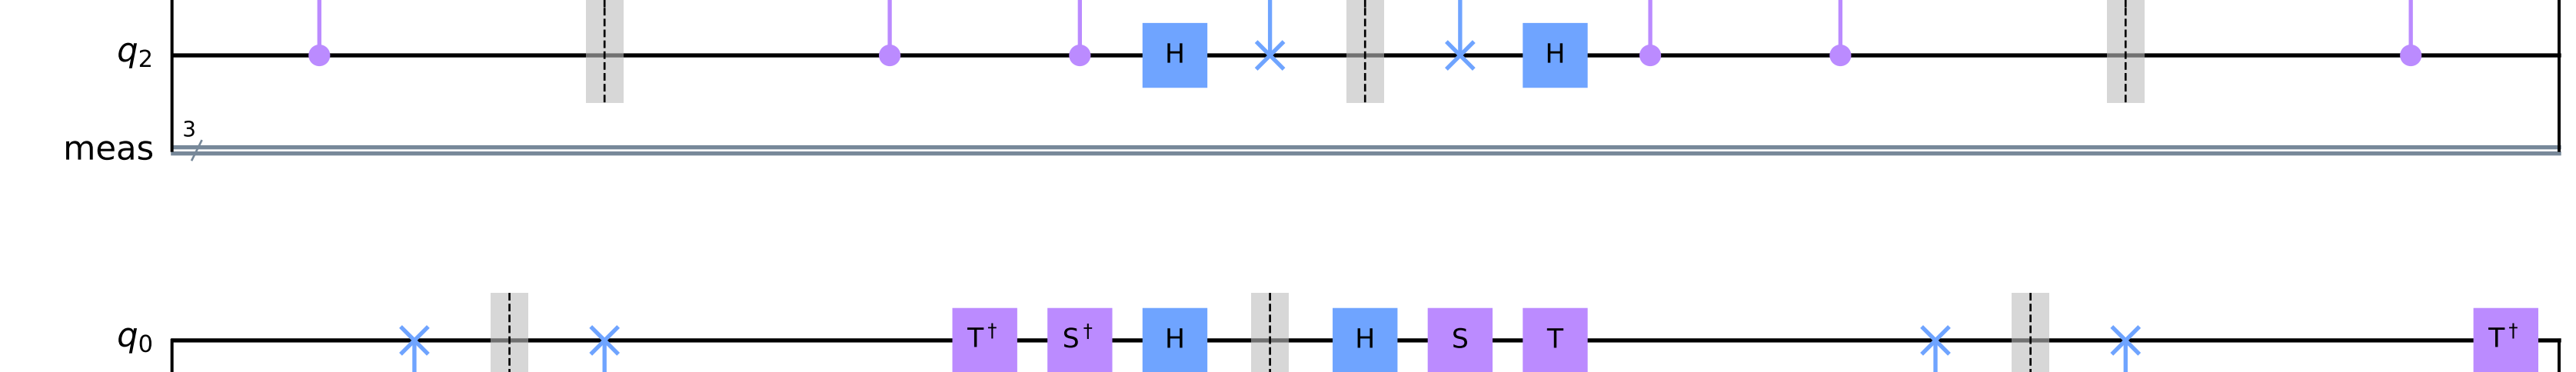 q2 H H
3
meas
q0 T† S† H H S T T†